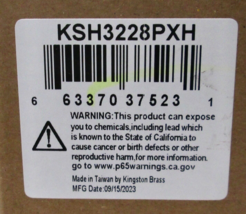 KSH3228PXH
6 63370 37523 1
WARNING:This product can expose
you to chemicals,including lead which
is known to the State of California to
cause cancer or birth defects or other
reproductive harm,for more information.
go to www.p65warnings.ca.gov
Made in Taiwan by Kingston Brass
MFG Date:09/15/2023